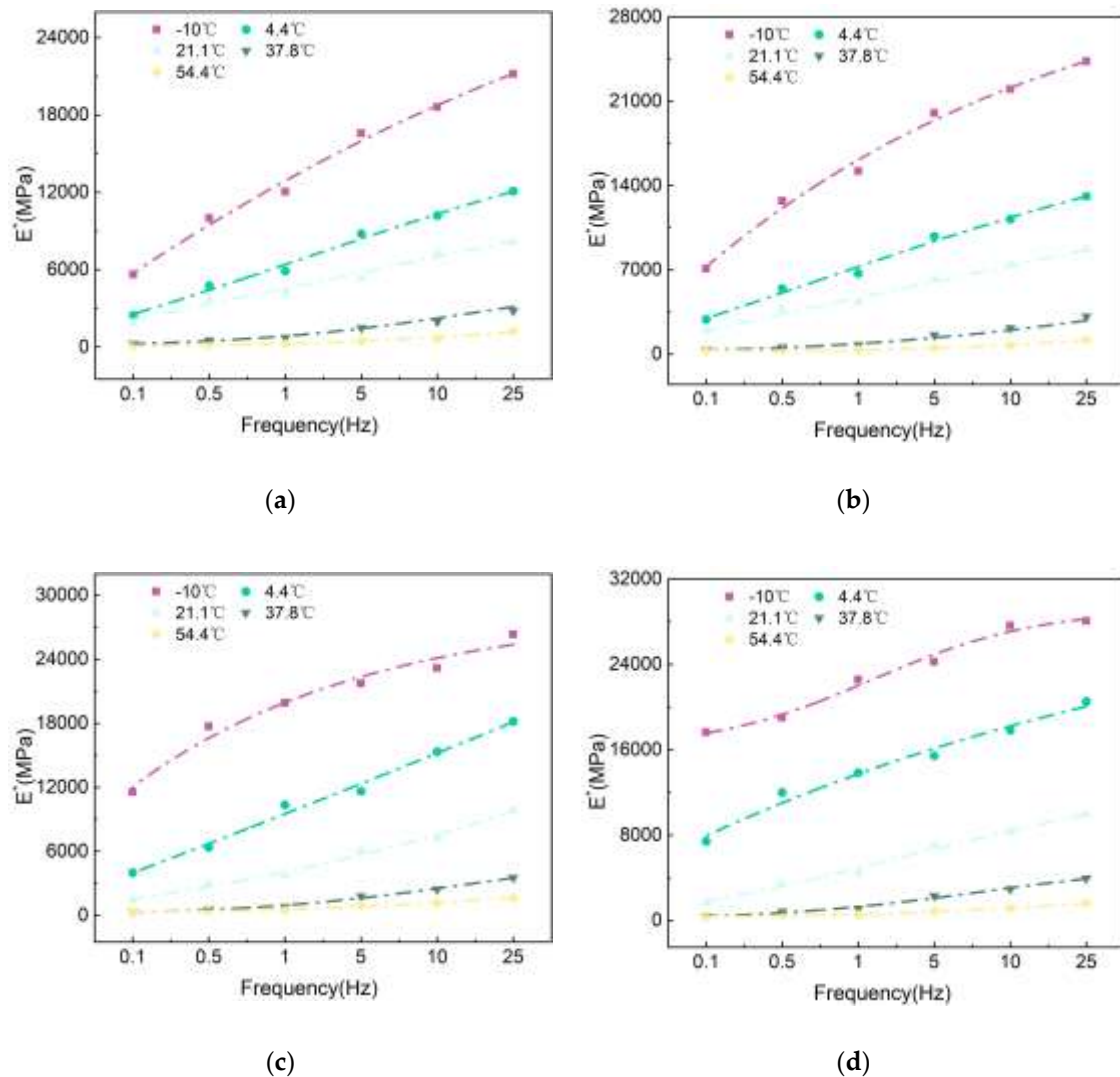 -10℃ 4.4℃
21.1℃ 37.8℃
54.4℃
24000
18000
12000
6000
0
E*(MPa)
0.1 0.5 1 5 10 25
Frequency(Hz)
(a)
-10℃ 4.4℃
21.1℃ 37.8℃
54.4℃
28000
21000
14000
7000
0
E*(MPa)
0.1 0.5 1 5 10 25
Frequency(Hz)
(b)
-10℃ 4.4℃
21.1℃ 37.8℃
54.4℃
30000
24000
18000
12000
6000
0
E*(MPa)
0.1 0.5 1 5 10 25
Frequency(Hz)
(c)
-10℃ 4.4℃
21.1℃ 37.8℃
54.4℃
32000
24000
16000
8000
0
E*(MPa)
0.1 0.5 1 5 10 25
Frequency(Hz)
(d)